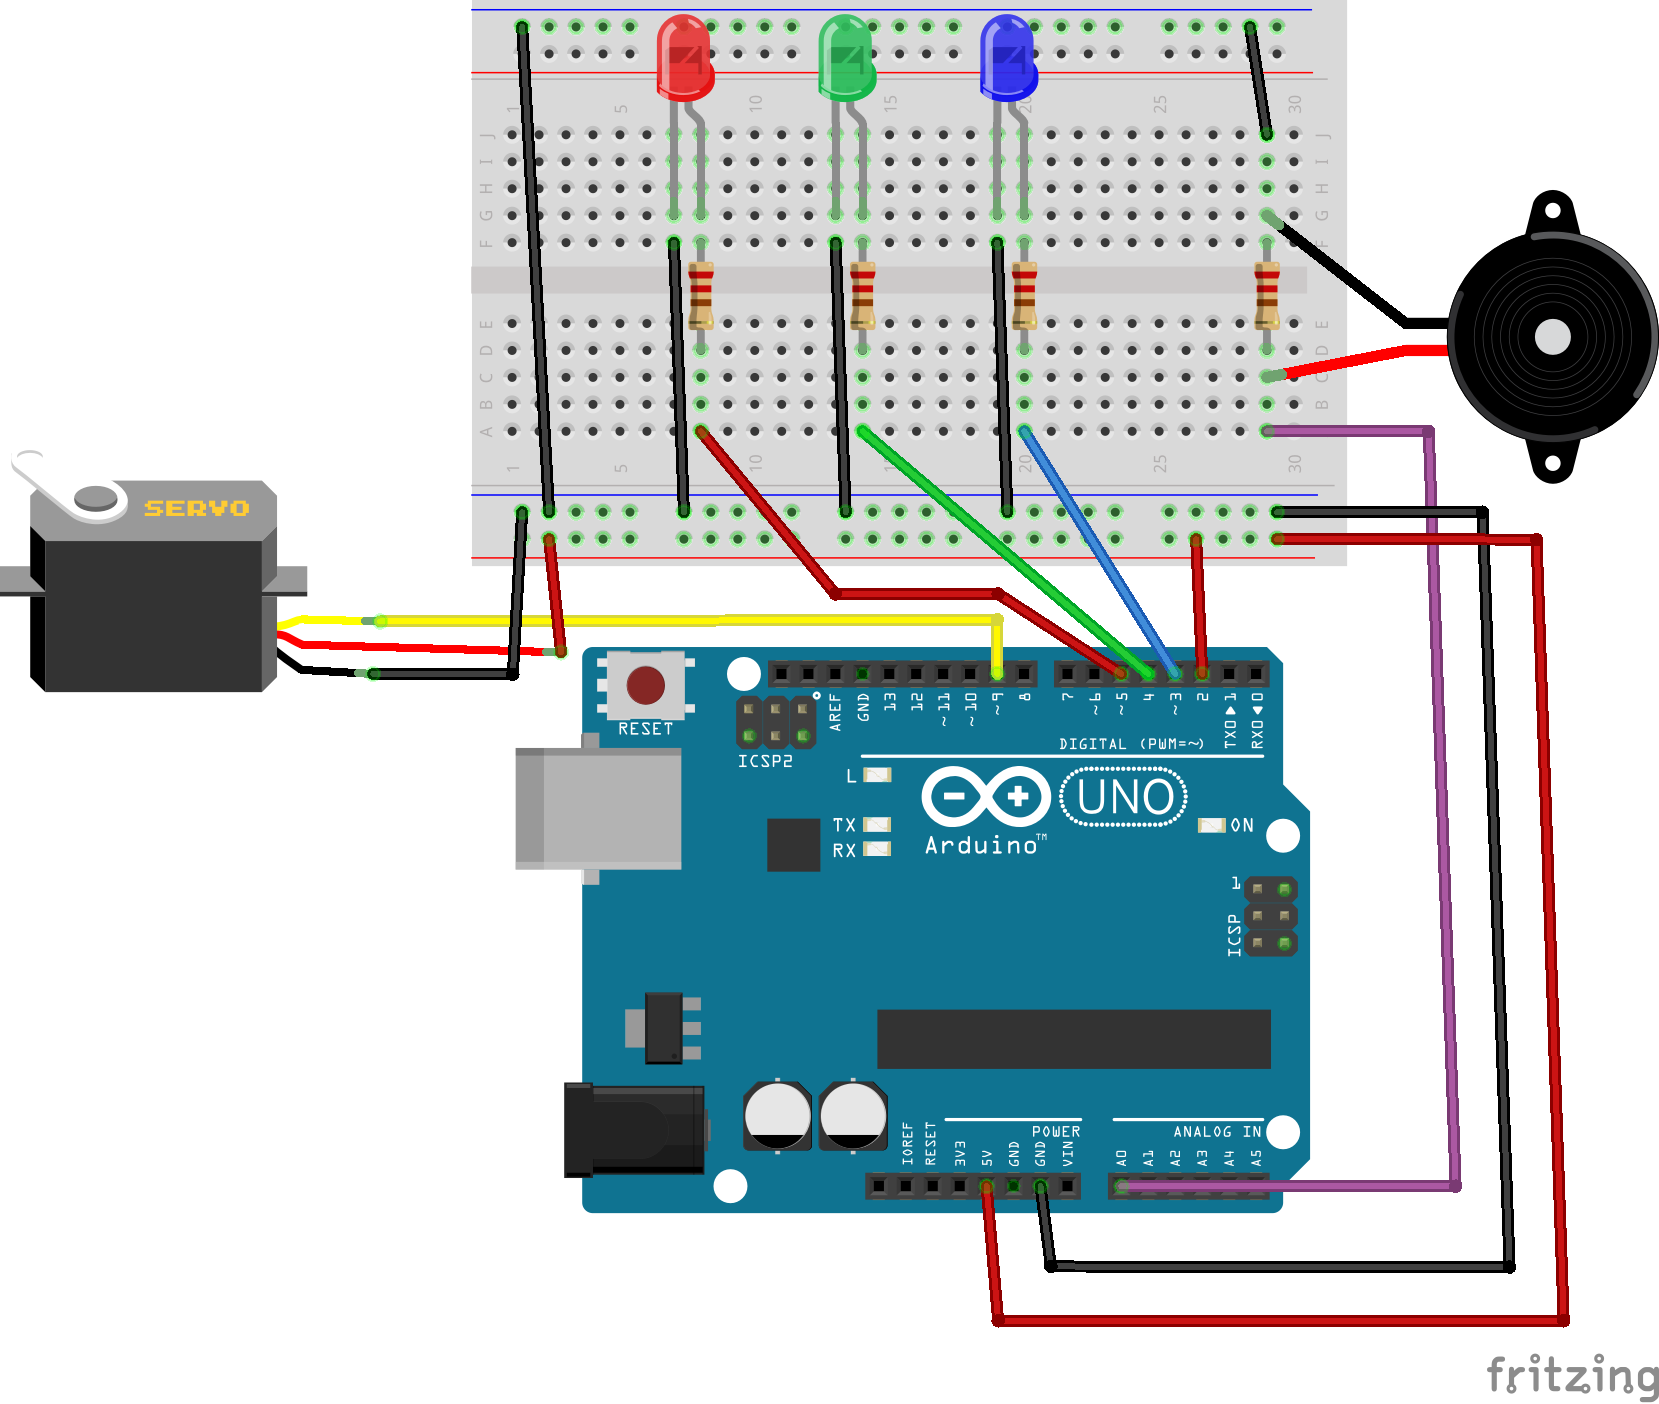 1 5 10 15 20 25 30
J J
I I
H H
G G
F F
E E
D D
C C
B B
A A
1 5 10 15 20 25 30
SERVO
RESET
ICSP2
AREF GND 13 12 ~11 ~10 ~9 8 7 ~6 ~5 4 ~3 2 TX0▶1 RX0◀0
DIGITAL (PWM=~)
L
TX
RX
UNO
Arduino™
ON
1
ICSP
POWER
ANALOG IN
IOREF RESET 3V3 5V GND GND VIN A0 A1 A2 A3 A4 A5
fritzing